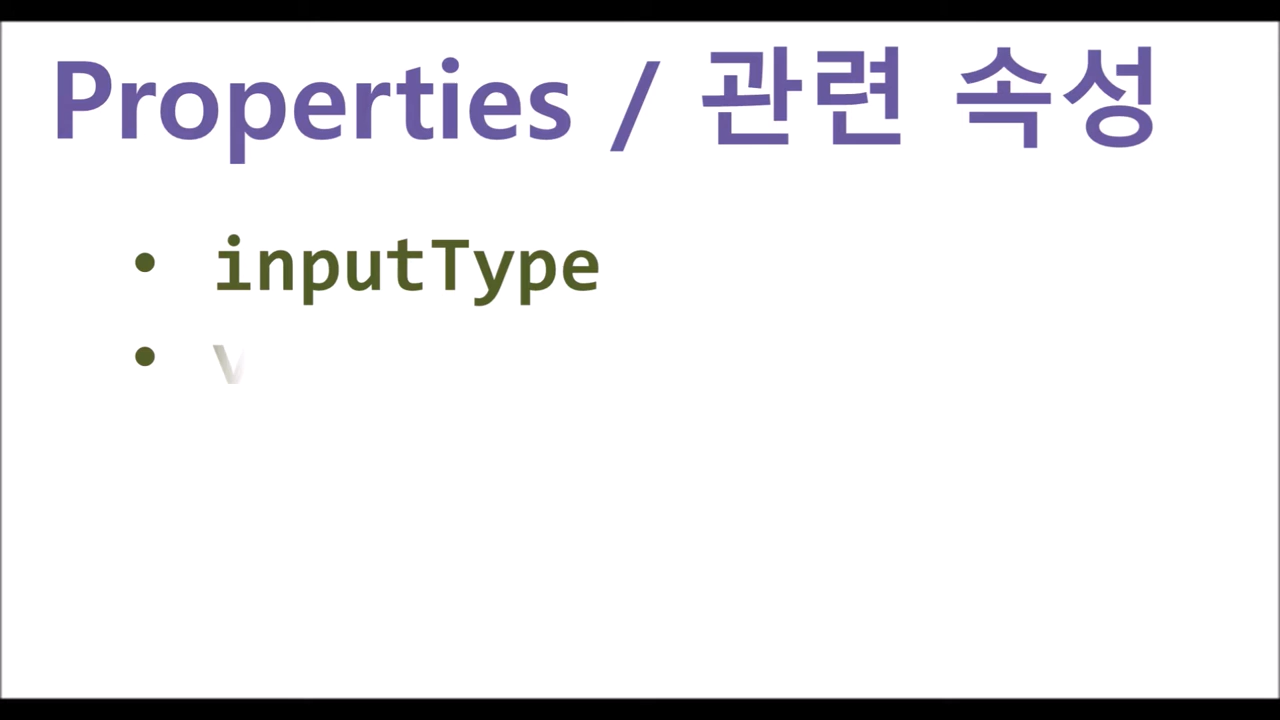 Properties / 관련 속성
• inputType
•